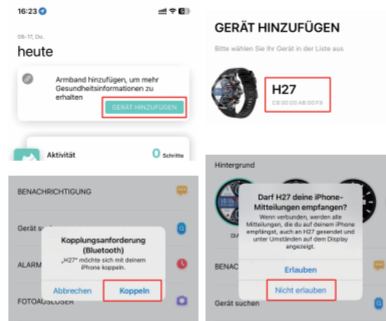 16:23
08-17, Do.
heute
Armband hinzufügen, um mehr
Gesundheitsinformationen zu
erhalten
GERÄT HINZUFÜGEN
Aktivität
0 Schritte
GERÄT HINZUFÜGEN
Bitte wählen Sie Ihr Gerät in der Liste aus
H27
BENACHRICHTIGUNG
Gerät su
Kopplungsanforderung
(Bluetooth)
„H27" möchte sich mit deinem
iPhone koppeln.
ALARM
Abbrechen
Koppeln
FOTOAUSLÖSER
Hintergrund
Darf H27 deine iPhone-
Mitteilungen empfangen?
Wenn verbunden, werden alle
Mitteilungen, die du auf deinem iPhone
empfängst, auch an H27 gesendet und
unter Umständen auf dem Display
angezeigt.
BENAC
Erlauben
Nicht erlauben
Gerät suchen